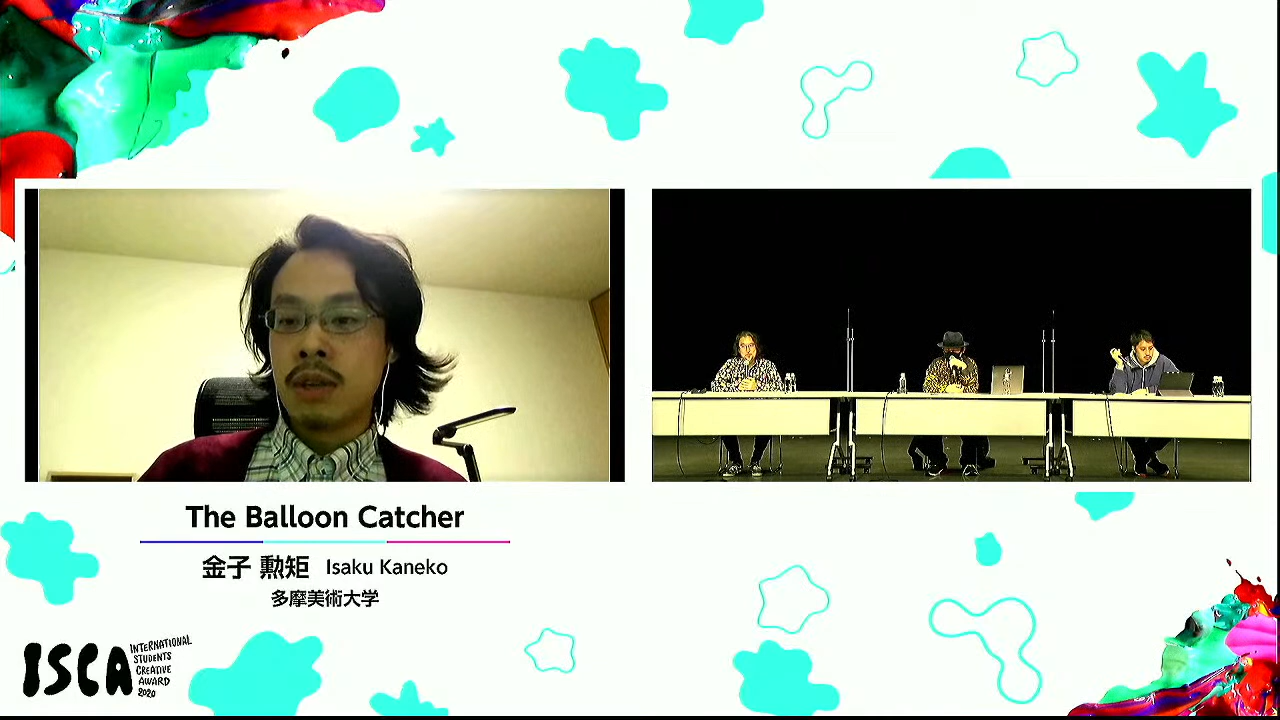 The Balloon Catcher
金子 勲矩 Isaku Kaneko
多摩美術大学
ISCA
INTERNATIONAL
STUDENTS
CREATIVE
AWARD
2020